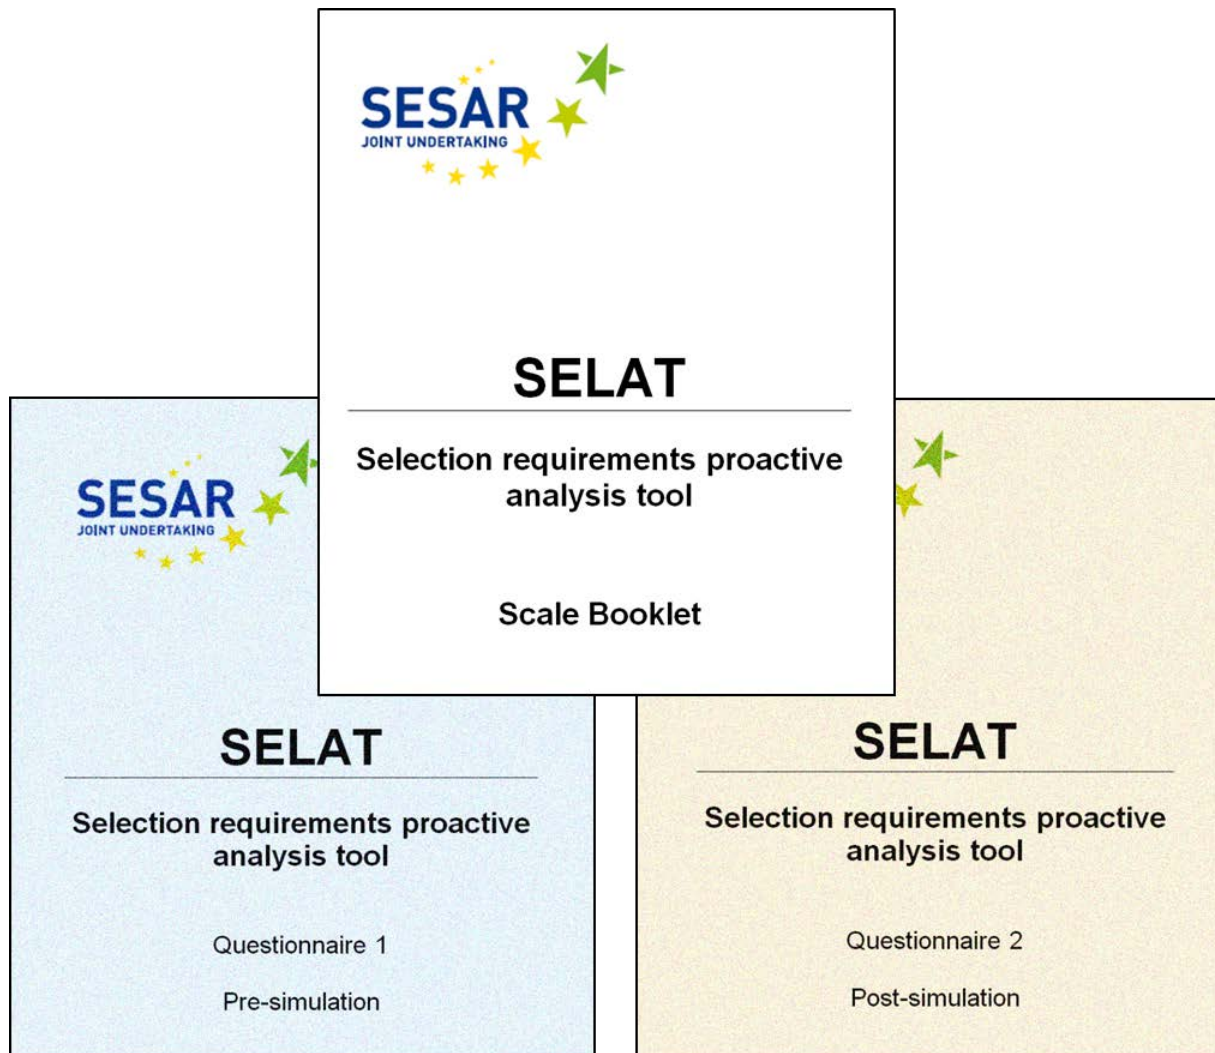 SESAR
JOINT UNDERTAKING
SELAT
Selection requirements proactive
analysis tool
Scale Booklet
SESAR
JOINT UNDERTAKING
SELAT
Selection requirements proactive
analysis tool
Questionnaire 1
Pre-simulation
SELAT
Selection requirements proactive
analysis tool
Questionnaire 2
Post-simulation